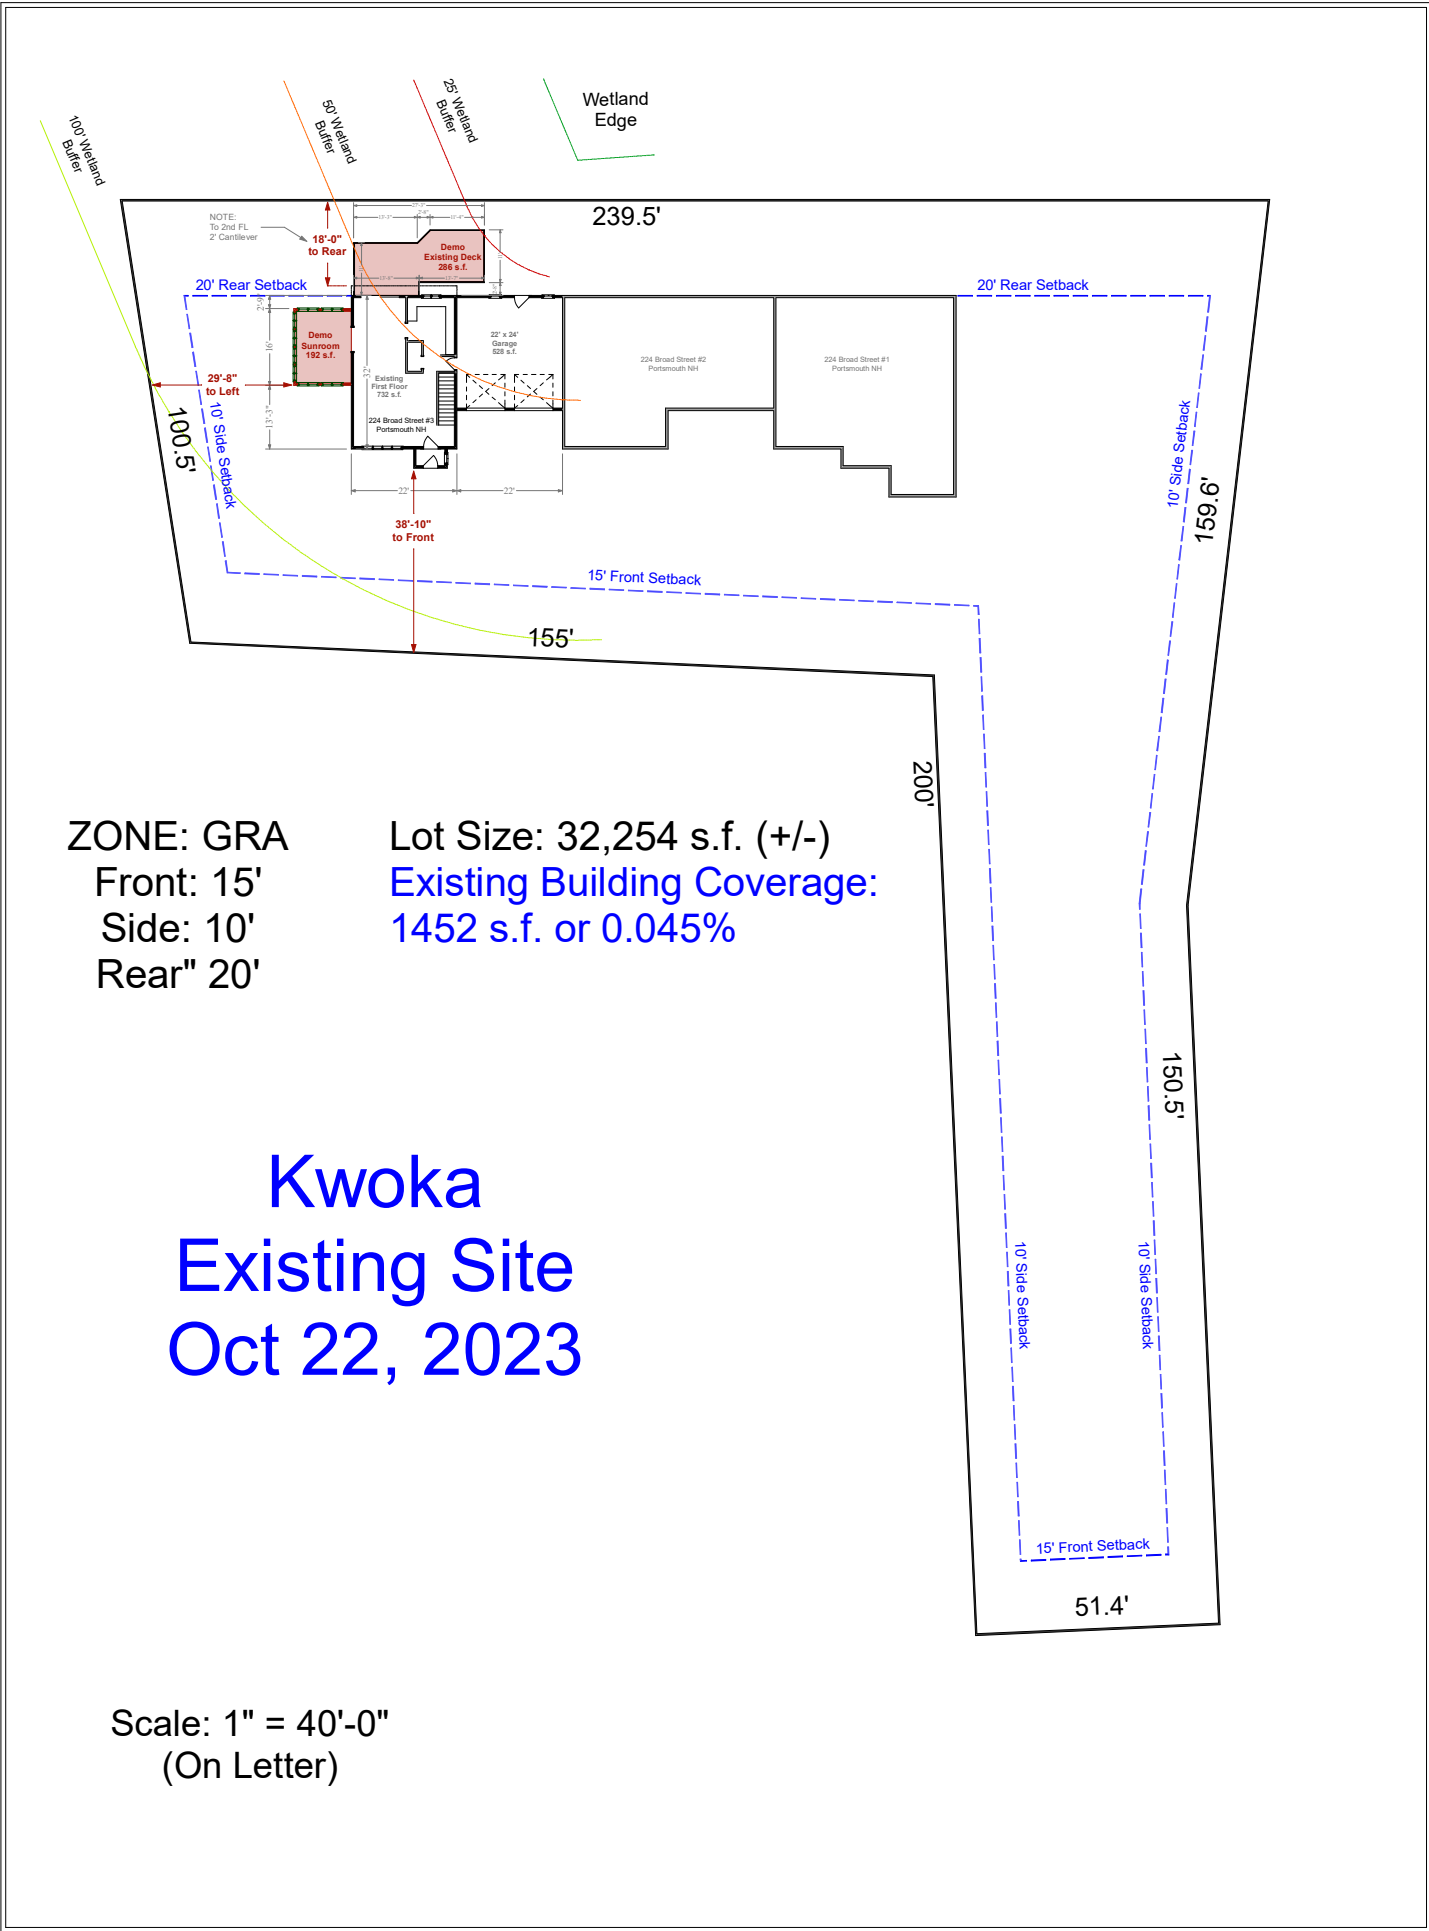 Wetland
Edge
25' Wetland
Buffer
50' Wetland
Buffer
100' Wetland
Buffer
239.5'
NOTE:
To 2nd FL
2' Cantilever
18'-0"
to Rear
Demo
Existing Deck
286 s.f.
20' Rear Setback
20' Rear Setback
Demo
Sunroom
192 s.f.
16'
13'-3"
32'
22' x 24'
Garage
528 s.f.
224 Broad Street #2
Portsmouth NH
224 Broad Street #1
Portsmouth NH
29'-8"
to Left
Existing
First Floor
732 s.f.
224 Broad Street #3
Portsmouth NH
100.5'
10' Side Setback
10' Side Setback
159.6'
22'
22'
38'-10"
to Front
15' Front Setback
155'
200'
ZONE: GRA
Front: 15'
Side: 10'
Rear" 20'
Lot Size: 32,254 s.f. (+/-)
Existing Building Coverage:
1452 s.f. or 0.045%
150.5'
Kwoka
Existing Site
Oct 22, 2023
10' Side Setback
10' Side Setback
15' Front Setback
51.4'
Scale: 1" = 40'-0"
(On Letter)